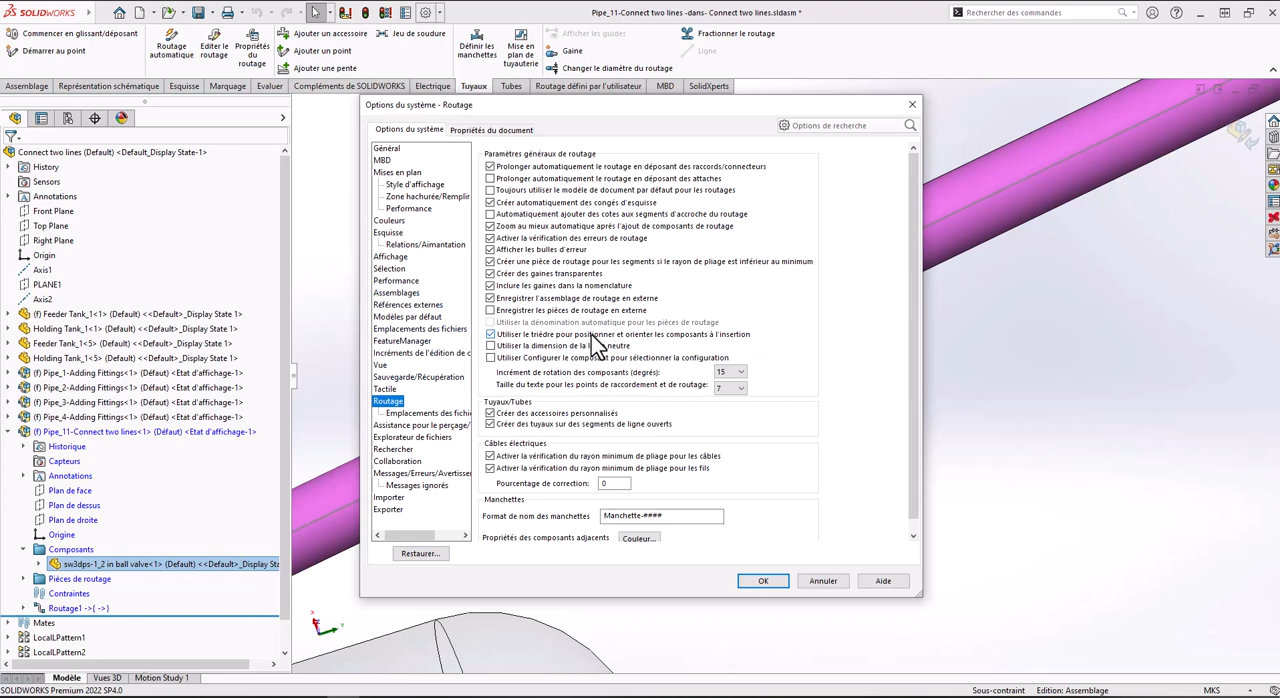 SOLIDWORKS
Pipe_11-Connect two lines -dans- Connect two lines.sldasm *
Rechercher des commandes
Commencer en glissant/déposant
Démarrer au point
Routage automatique
Editer le routage
Propriétés du routage
Ajouter un accessoire
Ajouter un point
Ajouter une pente
Jeu de soudure
Définir les manchettes
Mise en plan de tuyauterie
Afficher les guides
Gaine
Changer le diamètre du routage
Fractionner le routage
Ligne
Assemblage
Représentation schématique
Esquisse
Marquage
Evaluer
Compléments de SOLIDWORKS
Electrique
Tuyaux
Tubes
Routage défini par l'utilisateur
MBD
SolidXperts
Connect two lines (Default) <Default_Display State-1>
History
Sensors
Annotations
Front Plane
Top Plane
Right Plane
Origin
Axis1
PLANE1
Axis2
(f) Feeder Tank_1<1> (Default) <<Default>_Display State 1>
(f) Holding Tank_1<1> (Default) <<Default>_Display State 1>
(f) Holding Tank_1<2> (Default) <<Default>_Display State 1>
(f) Pipe_1-Adding Fittings<1> (Défaut) <Etat d'affichage-1>
(f) Pipe_2-Adding Fittings<1> (Défaut) <Etat d'affichage-1>
(f) Pipe_3-Adding Fittings<1> (Défaut) <Etat d'affichage-1>
(f) Pipe_4-Adding Fittings<1> (Défaut) <Etat d'affichage-1>
(f) Pipe_11-Connect two lines<1> (Défaut) <Etat d'affichage-1>
Historique
Capteurs
Annotations
Plan de face
Plan de dessus
Plan de droite
Origine
Composants
sw3dps-1_2 in ball valve<1> (Default) <<Default>_Display Sta
Pièces de routage
Contraintes
Routage1 ->{ ->}
Mates
LocalLPattern1
LocalLPattern2
Modèle
Vues 3D
Motion Study 1
SOLIDWORKS Premium 2022 SP4.0
Sous-contraint
Edition: Assemblage
MKS
Options du système - Routage
Options du système
Propriétés du document
Options de recherche
Général
MBD
Mises en plan
Style d'affichage
Zone hachurée/Remplir
Performance
Couleurs
Esquisse
Relations/Aimantation
Affichage
Sélection
Performance
Assemblages
Références externes
Modèles par défaut
Emplacements des fichiers
FeatureManager
Incréments de l'édition de c
Vue
Sauvegarde/Récupération
Tactile
Routage
Emplacements des fichie
Assistance pour le perçage/
Explorateur de fichiers
Rechercher
Collaboration
Messages/Erreurs/Avertisse
Messages ignorés
Importer
Exporter
Restaurer...
Paramètres généraux de routage
Prolonger automatiquement le routage en déposant des raccords/connecteurs
Prolonger automatiquement le routage en déposant des attaches
Toujours utiliser le modèle de document par défaut pour les routages
Créer automatiquement des congés d'esquisse
Automatiquement ajouter des cotes aux segments d'accroche du routage
Zoom au mieux automatique après l'ajout de composants de routage
Activer la vérification des erreurs de routage
Afficher les bulles d'erreur
Créer une pièce de routage pour les segments si le rayon de pliage est inférieur au minimum
Créer des gaines transparentes
Inclure les gaines dans la nomenclature
Enregistrer l'assemblage de routage en externe
Enregistrer les pièces de routage en externe
Utiliser la dénomination automatique pour les pièces de routage
Utiliser le trièdre pour positionner et orienter les composants à l'insertion
Utiliser la dimension de la neutre
Utiliser Configurer le pour sélectionner la configuration
Incrément de rotation des composants (degrés): 15
Taille du texte pour les points de raccordement et de routage: 7
Tuyaux/Tubes
Créer des accessoires personnalisés
Créer des tuyaux sur des segments de ligne ouverts
Câbles électriques
Activer la vérification du rayon minimum de pliage pour les câbles
Activer la vérification du rayon minimum de pliage pour les fils
Pourcentage de correction: 0
Manchettes
Format de nom des manchettes Manchette-####
Propriétés des composants adjacents Couleur...
OK
Annuler
Aide
X
Y